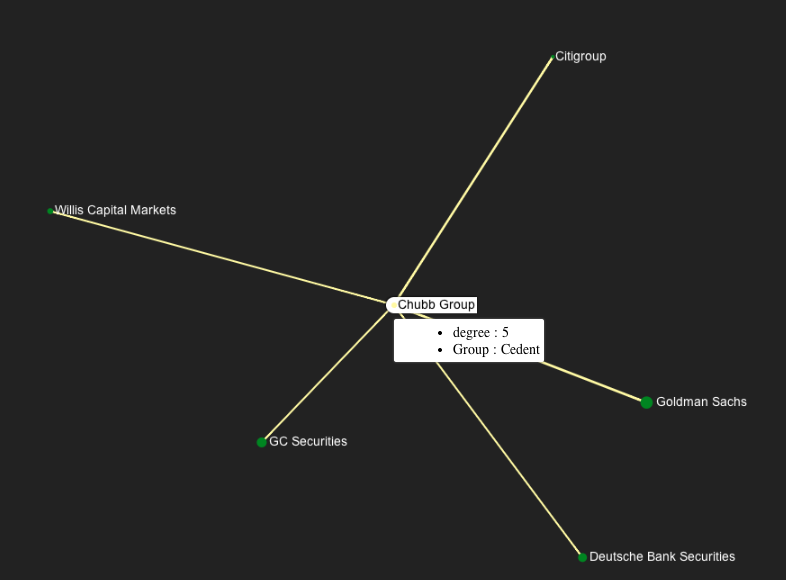 Citigroup
Willis Capital Markets
Chubb Group
• degree : 5
• Group : Cedent
Goldman Sachs
GC Securities
Deutsche Bank Securities